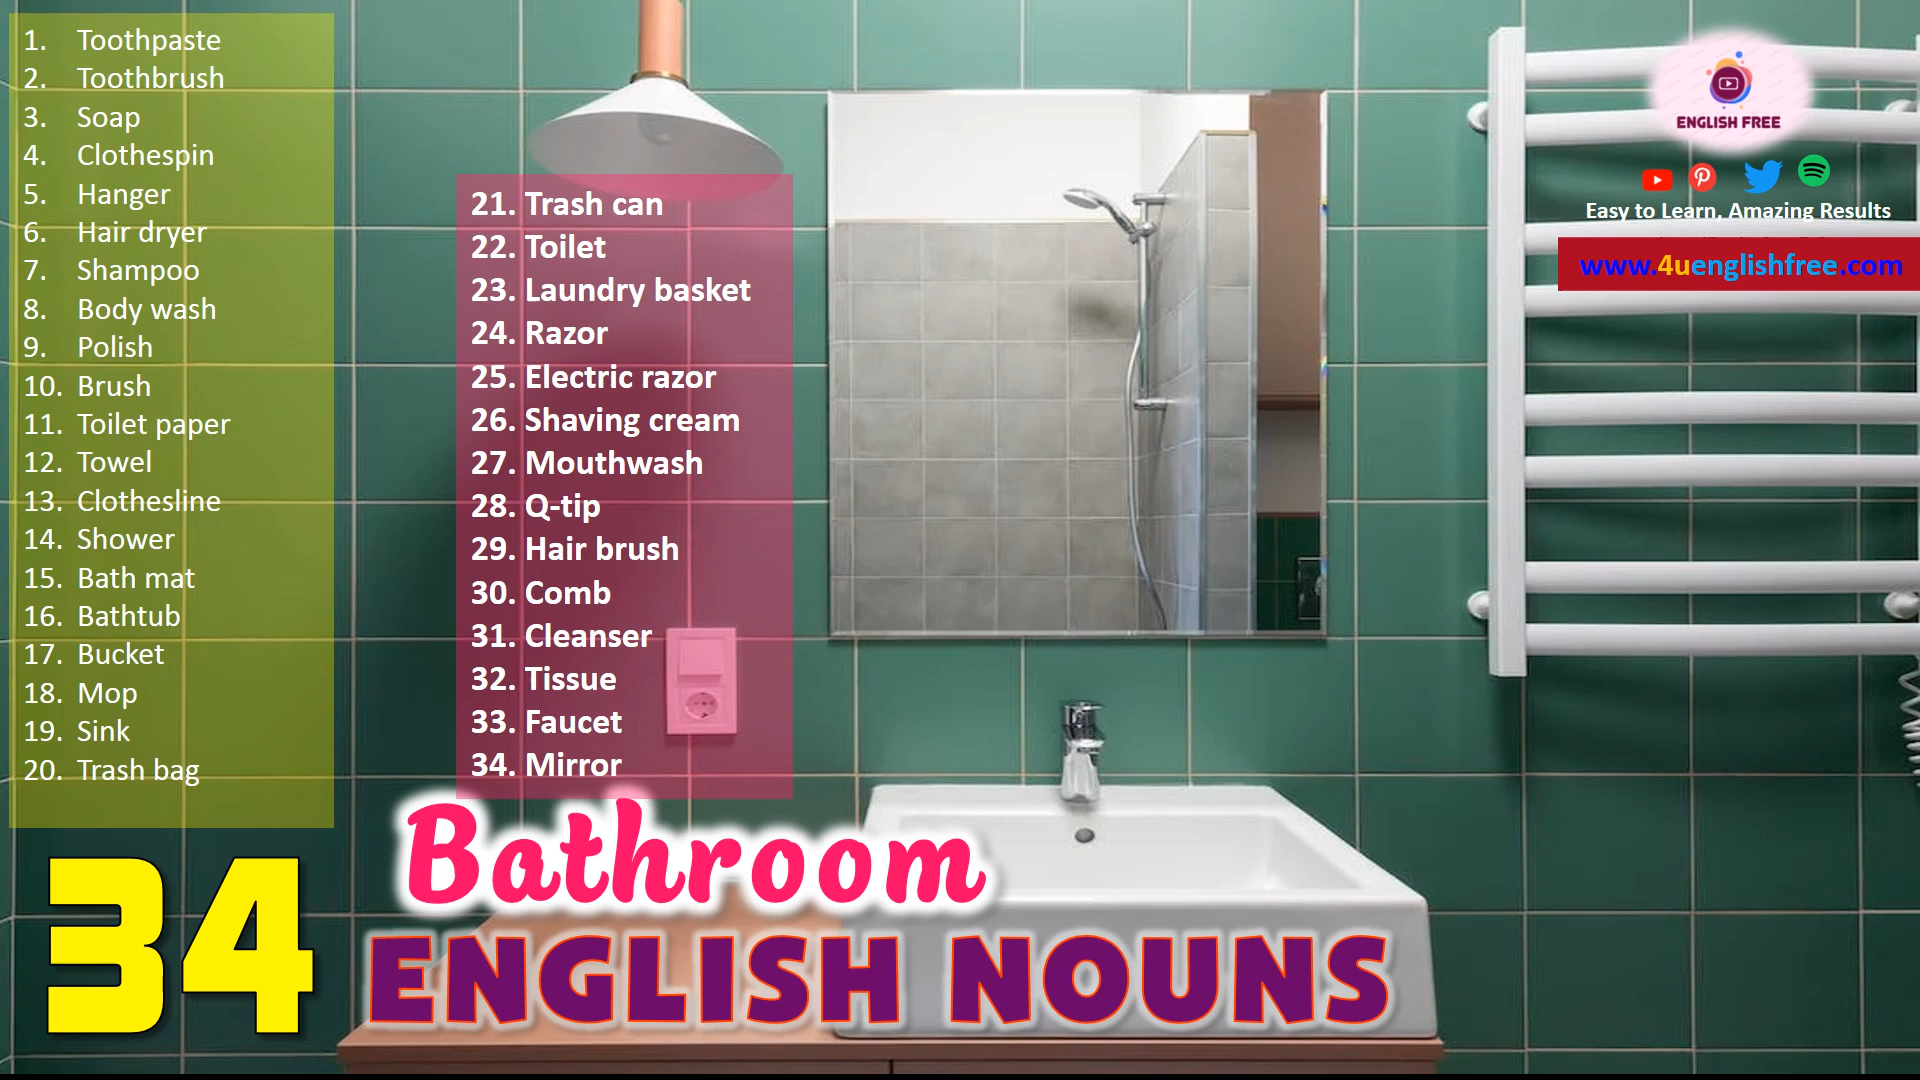 1. Toothpaste
2. Toothbrush
3. Soap
4. Clothespin
5. Hanger
6. Hair dryer
7. Shampoo
8. Body wash
9. Polish
10. Brush
11. Toilet paper
12. Towel
13. Clothesline
14. Shower
15. Bath mat
16. Bathtub
17. Bucket
18. Mop
19. Sink
20. Trash bag
21. Trash can
22. Toilet
23. Laundry basket
24. Razor
25. Electric razor
26. Shaving cream
27. Mouthwash
28. Q-tip
29. Hair brush
30. Comb
31. Cleanser
32. Tissue
33. Faucet
34. Mirror
ENGLISH FREE
Easy to Learn, Amazing Results
www.4uenglishfree.com
34
Bathroom
ENGLISH NOUNS